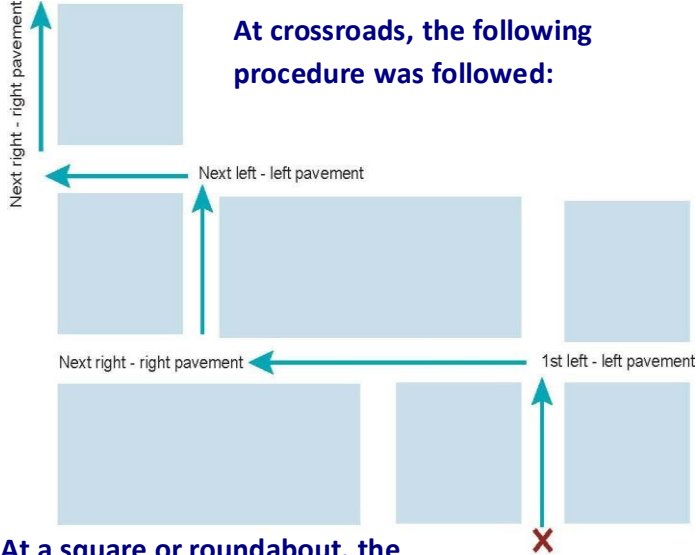 At crossroads, the following
procedure was followed:
Next right - right pavement
Next left - left pavement
Next right - right pavement
1st left - left pavement
X
At a square or roundabout, the